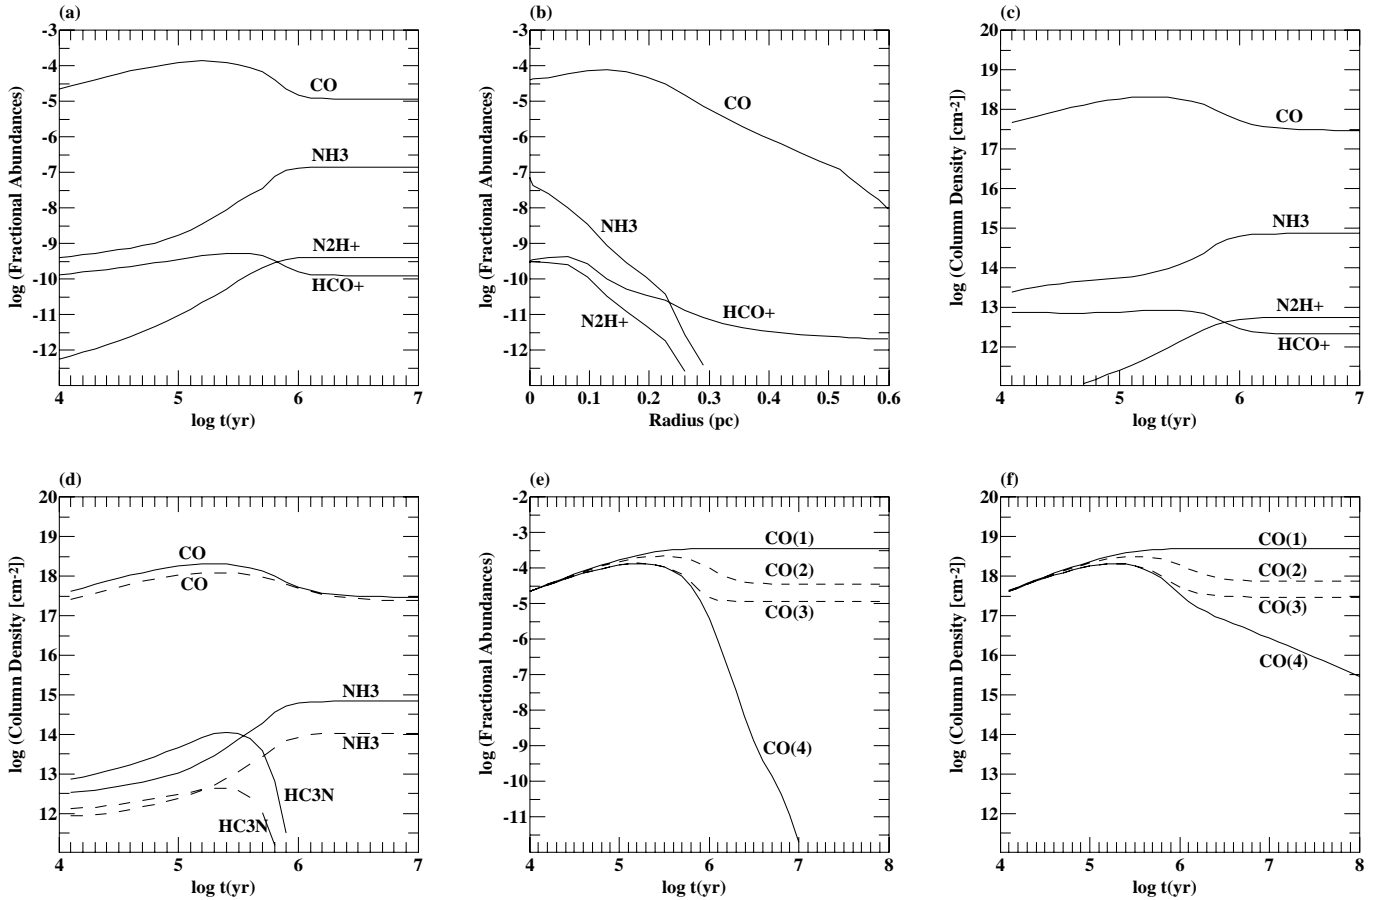 (a)
-3
-4
-5
-6
-7
-8
-9
-10
-11
-12
log (Fractional Abundances)
CO
NH3
N2H+
HCO+
4
5
6
7
log t(yr)
(b)
-3
-4
-5
-6
-7
-8
-9
-10
-11
-12
log (Fractional Abundances)
CO
NH3
HCO+
N2H+
0
0.1
0.2
0.3
0.4
0.5
0.6
Radius (pc)
(c)
20
19
18
17
16
15
14
13
12
log (Column Density [cm-2])
CO
NH3
N2H+
HCO+
4
5
6
7
log t(yr)
(d)
20
19
18
17
16
15
14
13
12
log (Column Density [cm-2])
CO
CO
NH3
NH3
HC3N
HC3N
4
5
6
7
log t(yr)
(e)
-2
-3
-4
-5
-4
-7
-8
-9
-10
-11
log (Fractional Abundances)
CO(1)
CO(2)
CO(3)
CO(4)
4
5
6
7
8
log t(yr)
(f)
20
19
18
17
16
15
14
13
12
log (Column Density [cm-2])
CO(1)
CO(2)
CO(3)
CO(4)
4
5
6
7
8
log t(yr)